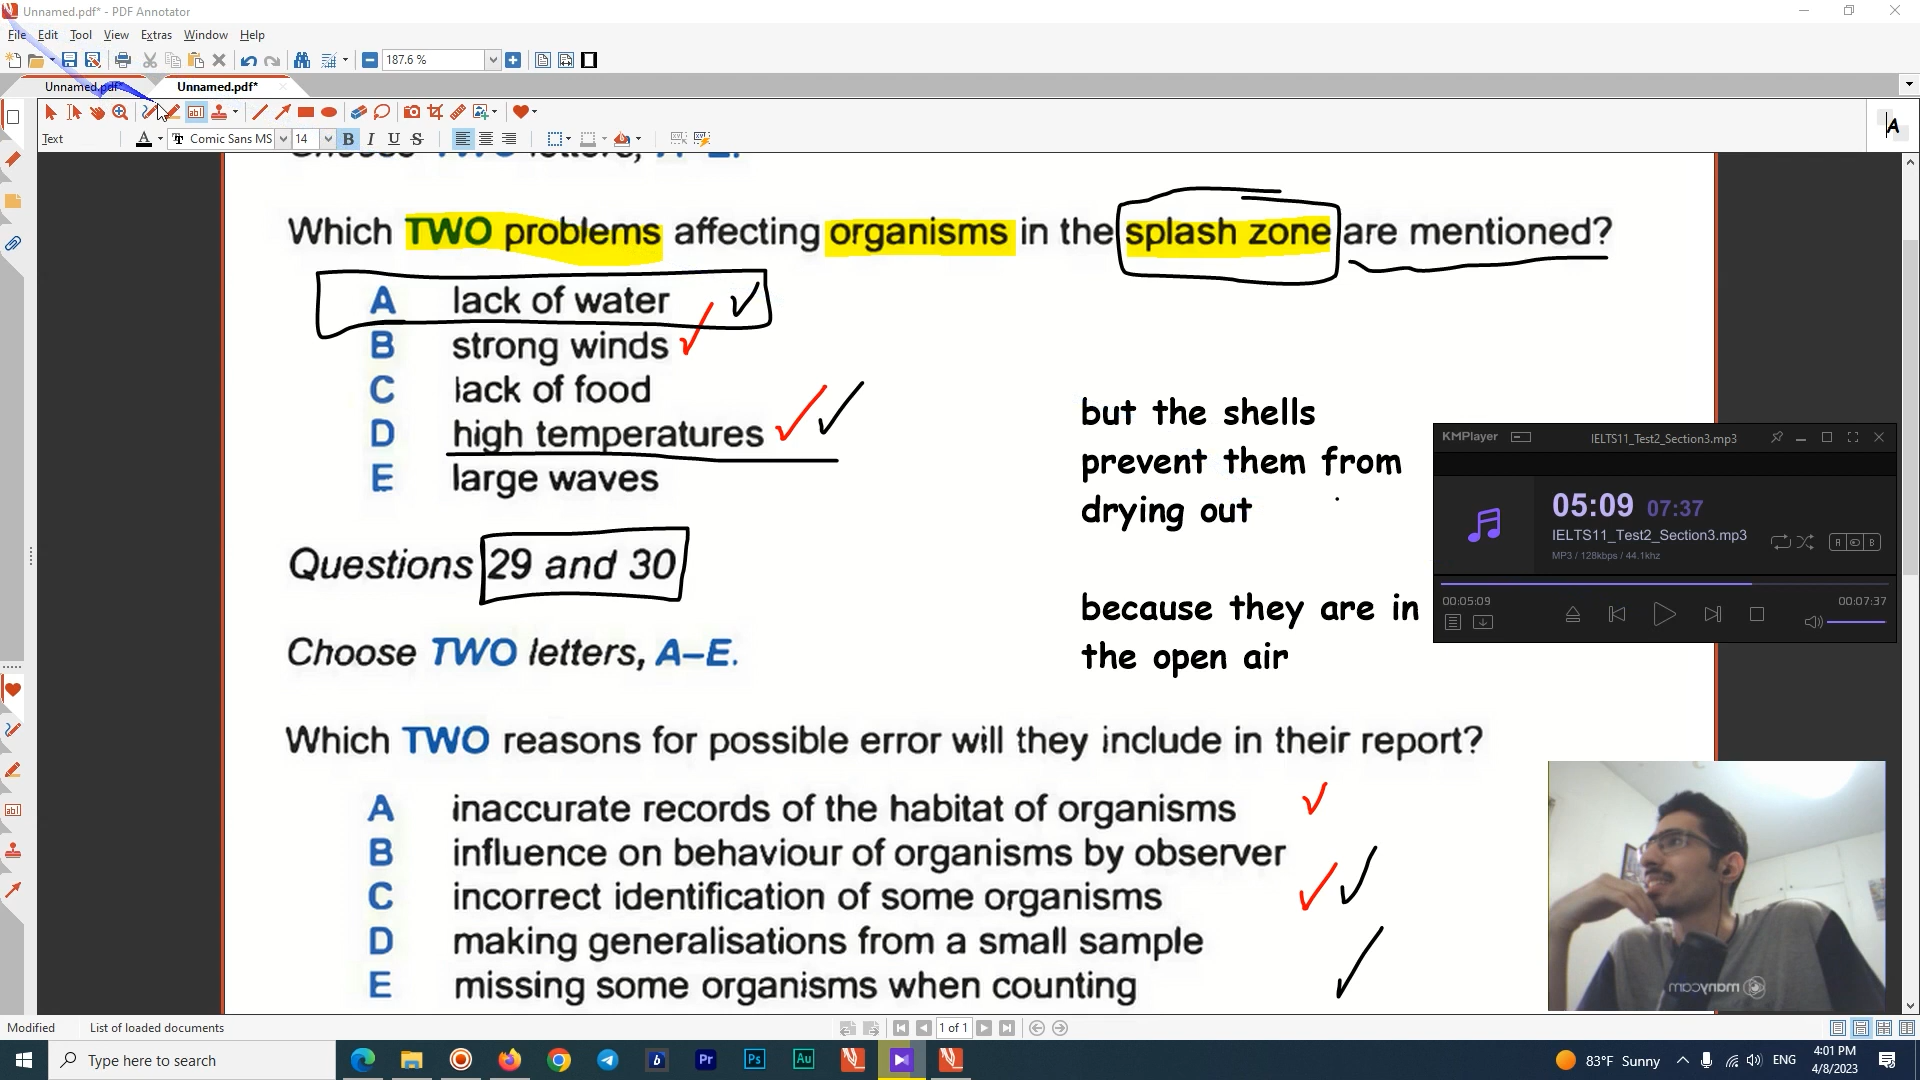 Unnamed.pdf* - PDF Annotator
File Edit Tool View Extras Window Help
187.6 %
Unnamed.pdf* Unnamed.pdf*
Text A Comic Sans MS 14 B I U S
A
Which TWO problems affecting organisms in the splash zone are mentioned?
A lack of water
B strong winds
C lack of food
D high temperatures
E large waves
but the shells
prevent them from
drying out
because they are in
the open air
KMPlayer IELTS11_Test2_Section3.mp3
05:09 07:37
IELTS11_Test2_Section3.mp3
MP3 / 128kbps / 44.1khz
A B
00:05:09 00:07:37
Questions 29 and 30
Choose TWO letters, A–E.
Which TWO reasons for possible error will they include in their report?
A inaccurate records of the habitat of organisms
B influence on behaviour of organisms by observer
C incorrect identification of some organisms
D making generalisations from a small sample
E missing some organisms when counting
manycam
Modified List of loaded documents 1 of 1
Type here to search
83°F Sunny ENG 4:01 PM
4/8/2023